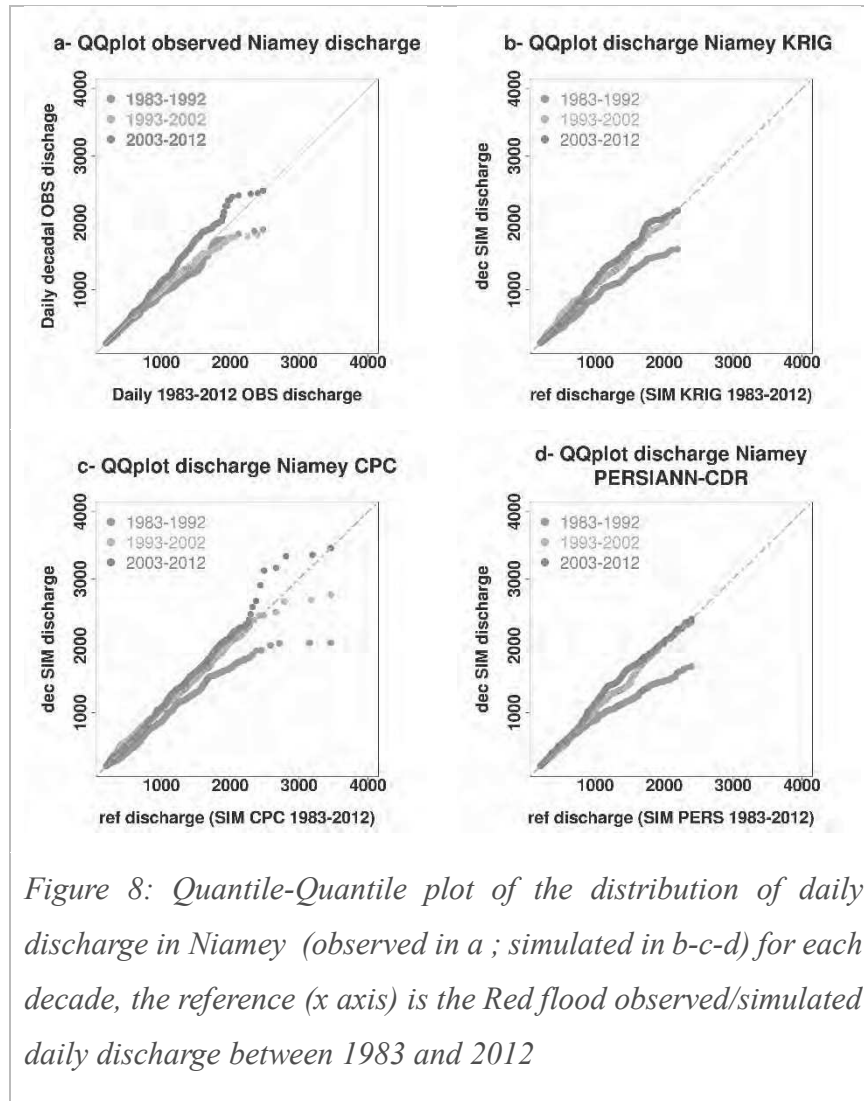 a- QQplot observed Niamey discharge
Daily decadal OBS dischage
4000
3000
2000
1000
1983-1992
1993-2002
2003-2012
1000
2000
3000
4000
Daily 1983-2012 OBS discharge
b- QQplot discharge Niamey KRIG
dec SIM discharge
4000
3000
2000
1000
1983-1992
1993-2002
2003-2012
1000
2000
3000
4000
ref discharge (SIM KRIG 1983-2012)
c- QQplot discharge Niamey CPC
dec SIM discharge
4000
3000
2000
1000
1983-1992
1993-2002
2003-2012
1000
2000
3000
4000
ref discharge (SIM CPC 1983-2012)
d- QQplot discharge Niamey
PERSIANN-CDR
dec SIM discharge
4000
3000
2000
1000
1983-1992
1993-2002
2003-2012
1000
2000
3000
4000
ref discharge (SIM PERS 1983-2012)
Figure 8: Quantile-Quantile plot of the distribution of daily
discharge in Niamey (observed in a ; simulated in b-c-d) for each
decade, the reference (x axis) is the Red flood observed/simulated
daily discharge between 1983 and 2012